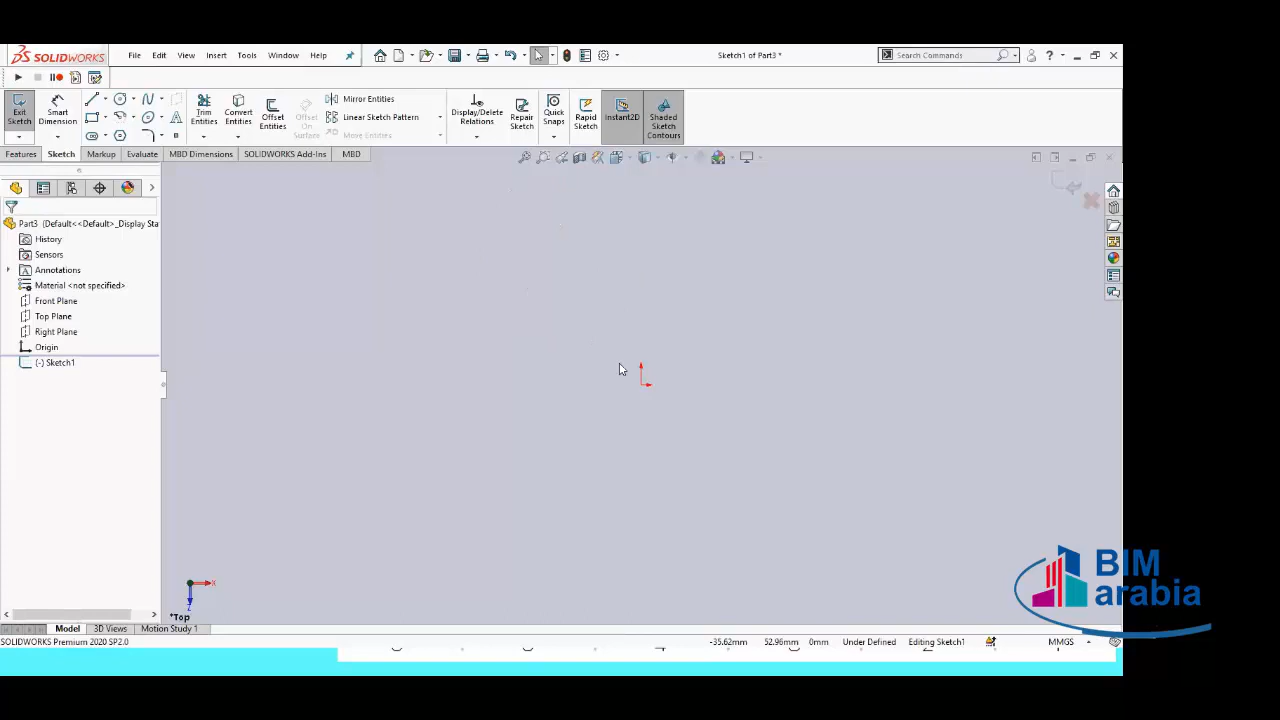 SOLIDWORKS File Edit View Insert Tools Window Help Sketch1 of Part3 * Search Commands ?
Exit Sketch Smart Dimension Trim Entities Convert Entities Offset Entities Offset On Surface Mirror Entities Linear Sketch Pattern Move Entities Display/Delete Relations Repair Sketch Quick Snaps Rapid Sketch Instant2D Shaded Sketch Contours
Features Sketch Markup Evaluate MBD Dimensions SOLIDWORKS Add-Ins MBD
Part3 (Default<<Default>_Display Sta
History
Sensors
Annotations
Material <not specified>
Front Plane
Top Plane
Right Plane
Origin
(-) Sketch1
X
Z
*Top
Model 3D Views Motion Study 1
SOLIDWORKS Premium 2020 SP2.0 -35.62mm 52.96mm 0mm Under Defined Editing Sketch1 MMGS
BIM
arabia